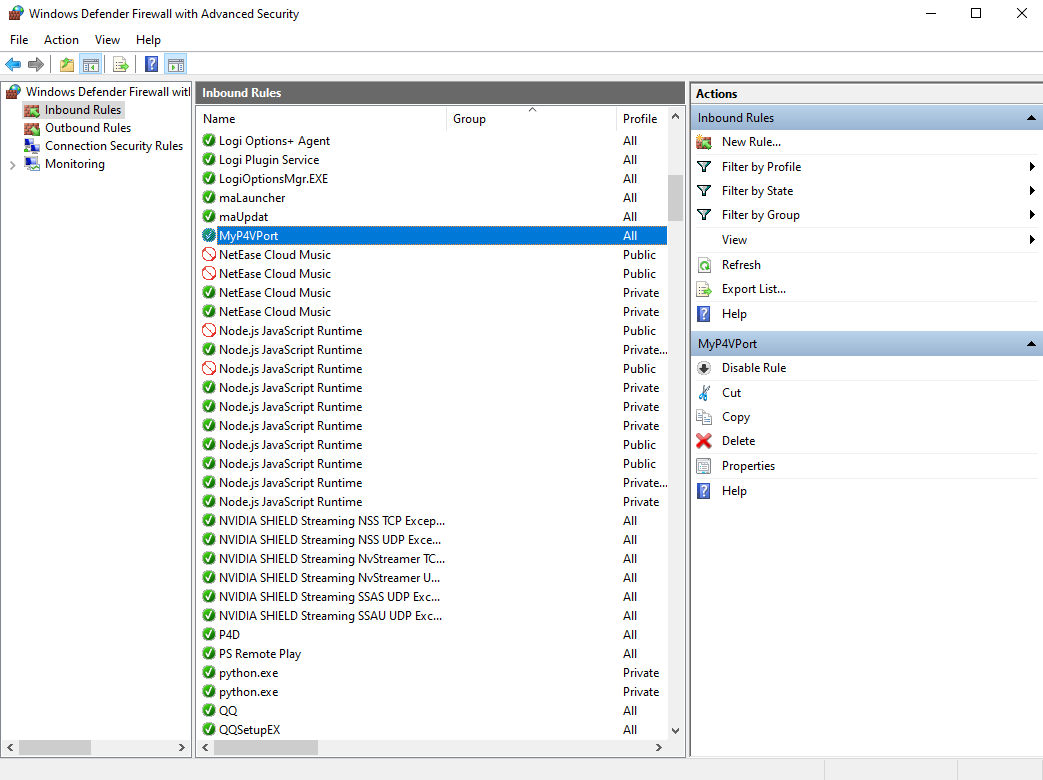 Windows Defender Firewall with Advanced Security
File Action View Help
Windows Defender Firewall with
Inbound Rules
Outbound Rules
Connection Security Rules
Monitoring
Inbound Rules
Name Group Profile
Logi Options+ Agent All
Logi Plugin Service All
LogiOptionsMgr.EXE All
maLauncher All
maUpdat All
MyP4VPort All
NetEase Cloud Music Public
NetEase Cloud Music Public
NetEase Cloud Music Private
NetEase Cloud Music Private
Node.js JavaScript Runtime Public
Node.js JavaScript Runtime Private...
Node.js JavaScript Runtime Public
Node.js JavaScript Runtime Private
Node.js JavaScript Runtime Private
Node.js JavaScript Runtime Private
Node.js JavaScript Runtime Public
Node.js JavaScript Runtime Public
Node.js JavaScript Runtime Private...
Node.js JavaScript Runtime Private
NVIDIA SHIELD Streaming NSS TCP Excep... All
NVIDIA SHIELD Streaming NSS UDP Exce... All
NVIDIA SHIELD Streaming NvStreamer TC... All
NVIDIA SHIELD Streaming NvStreamer U... All
NVIDIA SHIELD Streaming SSAS UDP Exc... All
NVIDIA SHIELD Streaming SSAU UDP Exc... All
P4D All
PS Remote Play All
python.exe Private
python.exe Private
QQ All
QQSetupEX All
Actions
Inbound Rules
New Rule...
Filter by Profile
Filter by State
Filter by Group
View
Refresh
Export List...
Help
MyP4VPort
Disable Rule
Cut
Copy
Delete
Properties
Help